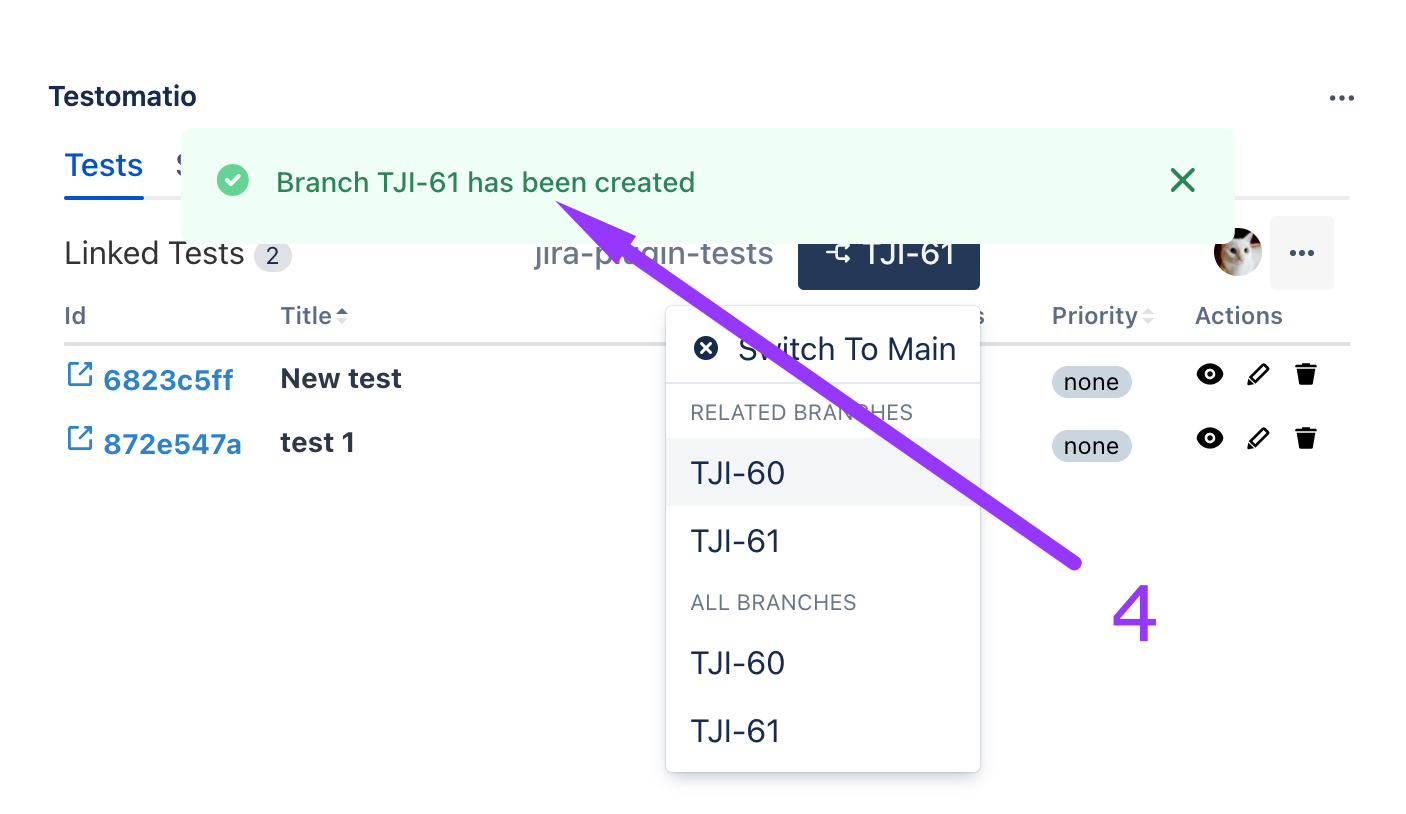 Testomatio
Tests
Branch TJI-61 has been created
Linked Tests 2
jira-plugin-tests
TJI-61
Id Title Priority Actions
6823c5ff New test none
872e547a test 1 none
Switch To Main
RELATED BRANCHES
TJI-60
TJI-61
ALL BRANCHES
TJI-60
TJI-61
4